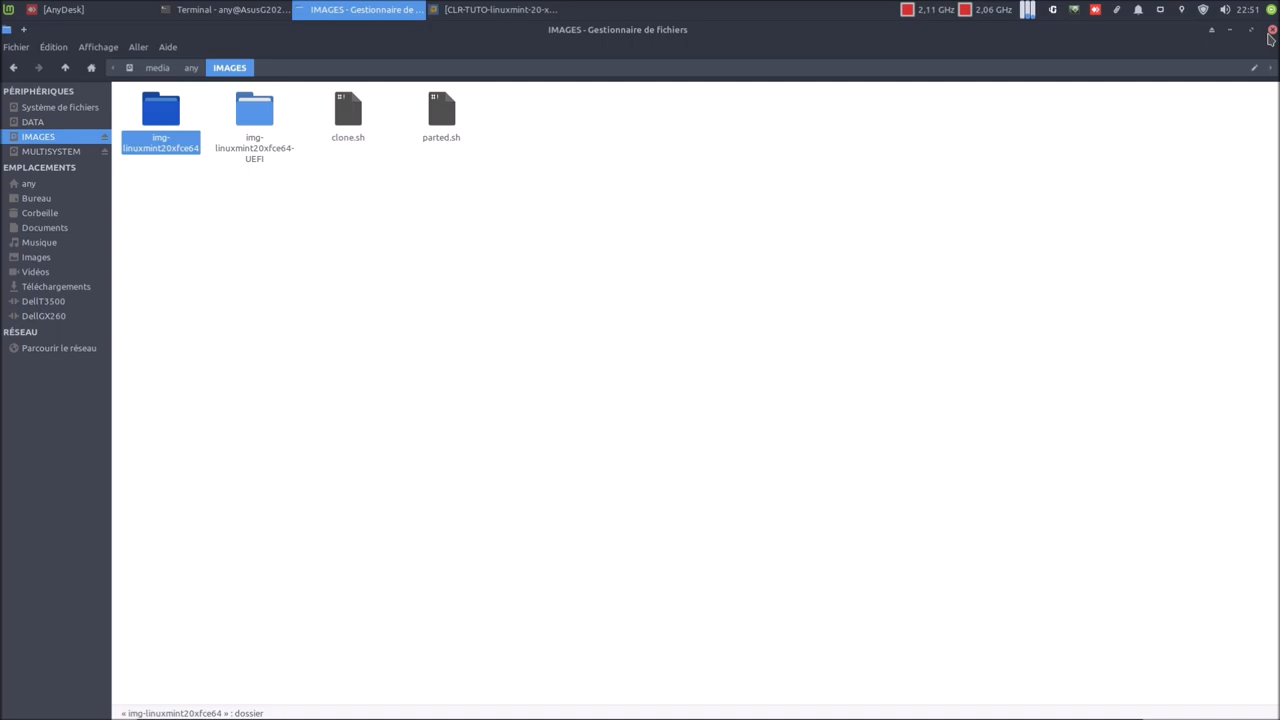 [AnyDesk]
Terminal - any@AsusG202...
IMAGES - Gestionnaire de ...
[CLR-TUTO-linuxmint-20-x...
2,11 GHz
2,06 GHz
22:51
IMAGES - Gestionnaire de fichiers
Fichier Édition Affichage Aller Aide
media any IMAGES
PÉRIPHÉRIQUES
Système de fichiers
DATA
IMAGES
MULTISYSTEM
EMPLACEMENTS
any
Bureau
Corbeille
Documents
Musique
Images
Vidéos
Téléchargements
DellT3500
DellGX260
RÉSEAU
Parcourir le réseau
img-
linuxmint20xfce64
img-
linuxmint20xfce64-
UEFI
clone.sh
parted.sh
« img-linuxmint20xfce64 » : dossier